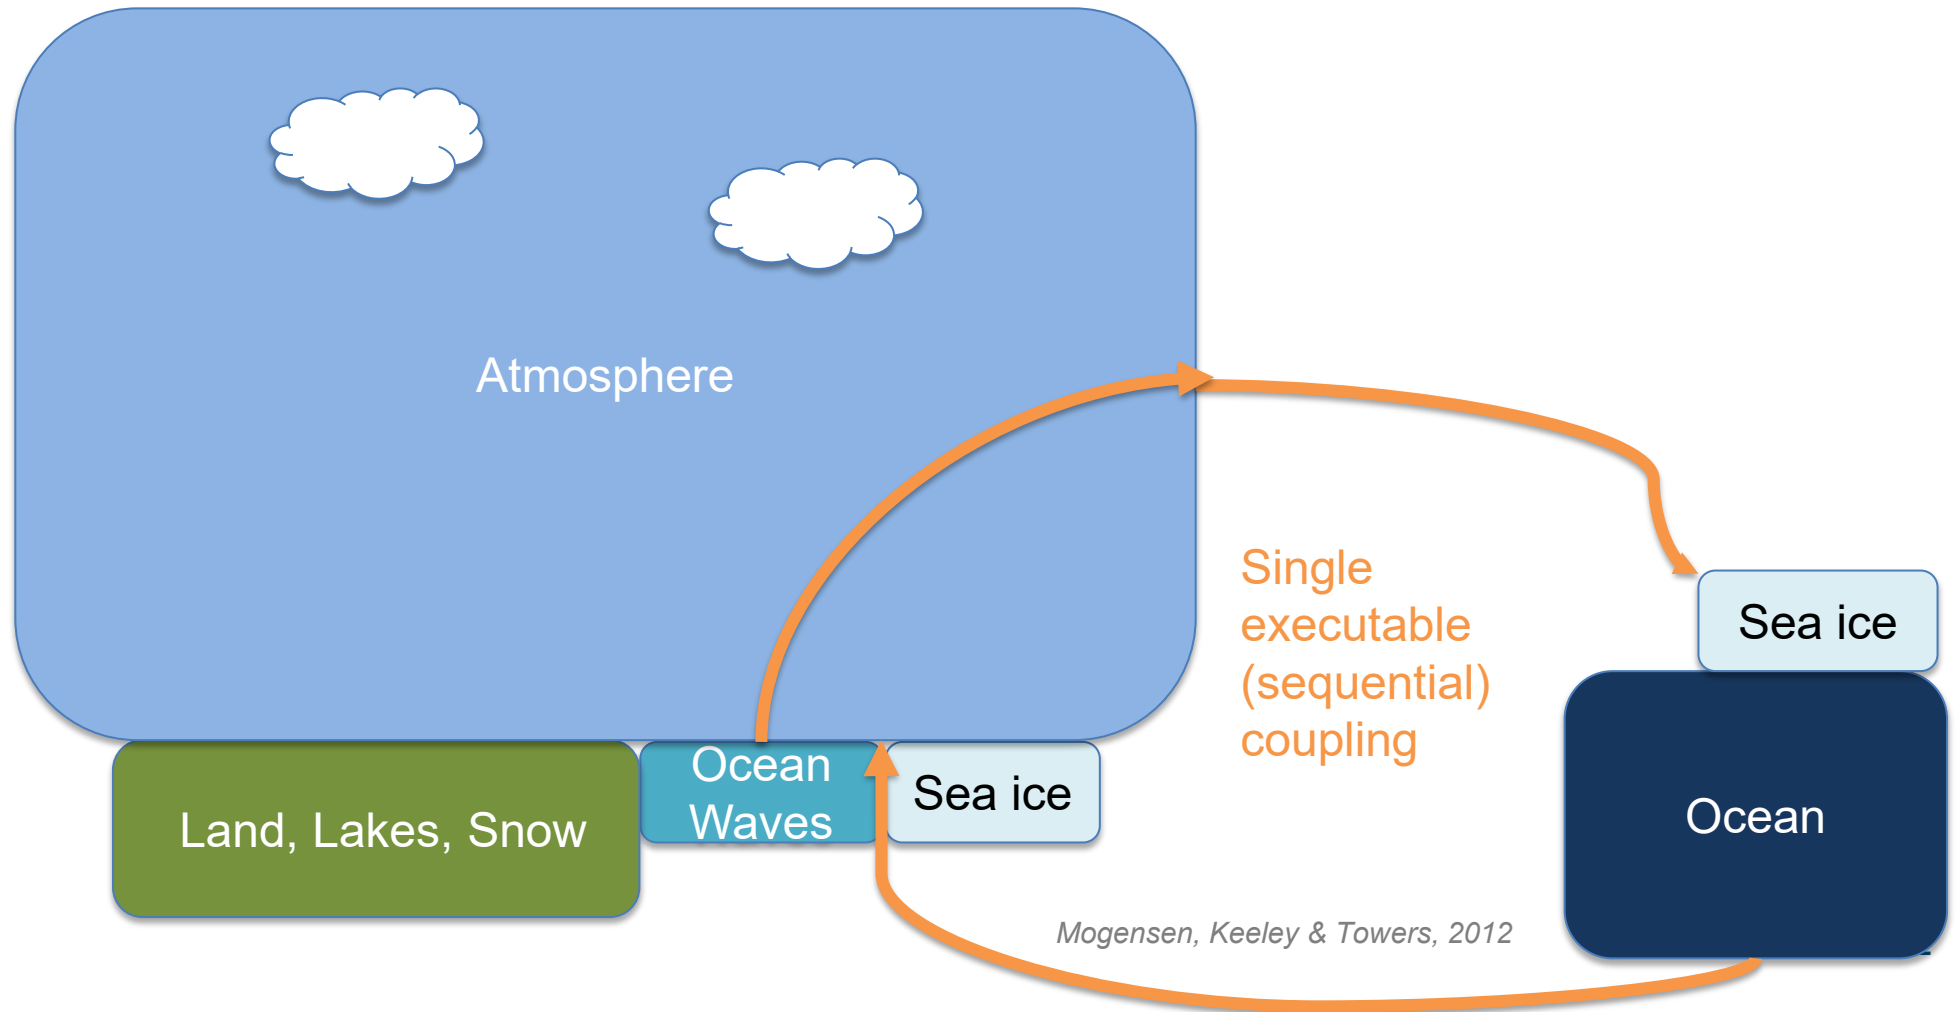 Atmosphere
Single
executable
(sequential)
coupling
Sea ice
Ocean
Waves
Sea ice
Land, Lakes, Snow
Ocean
Mogensen, Keeley & Towers, 2012